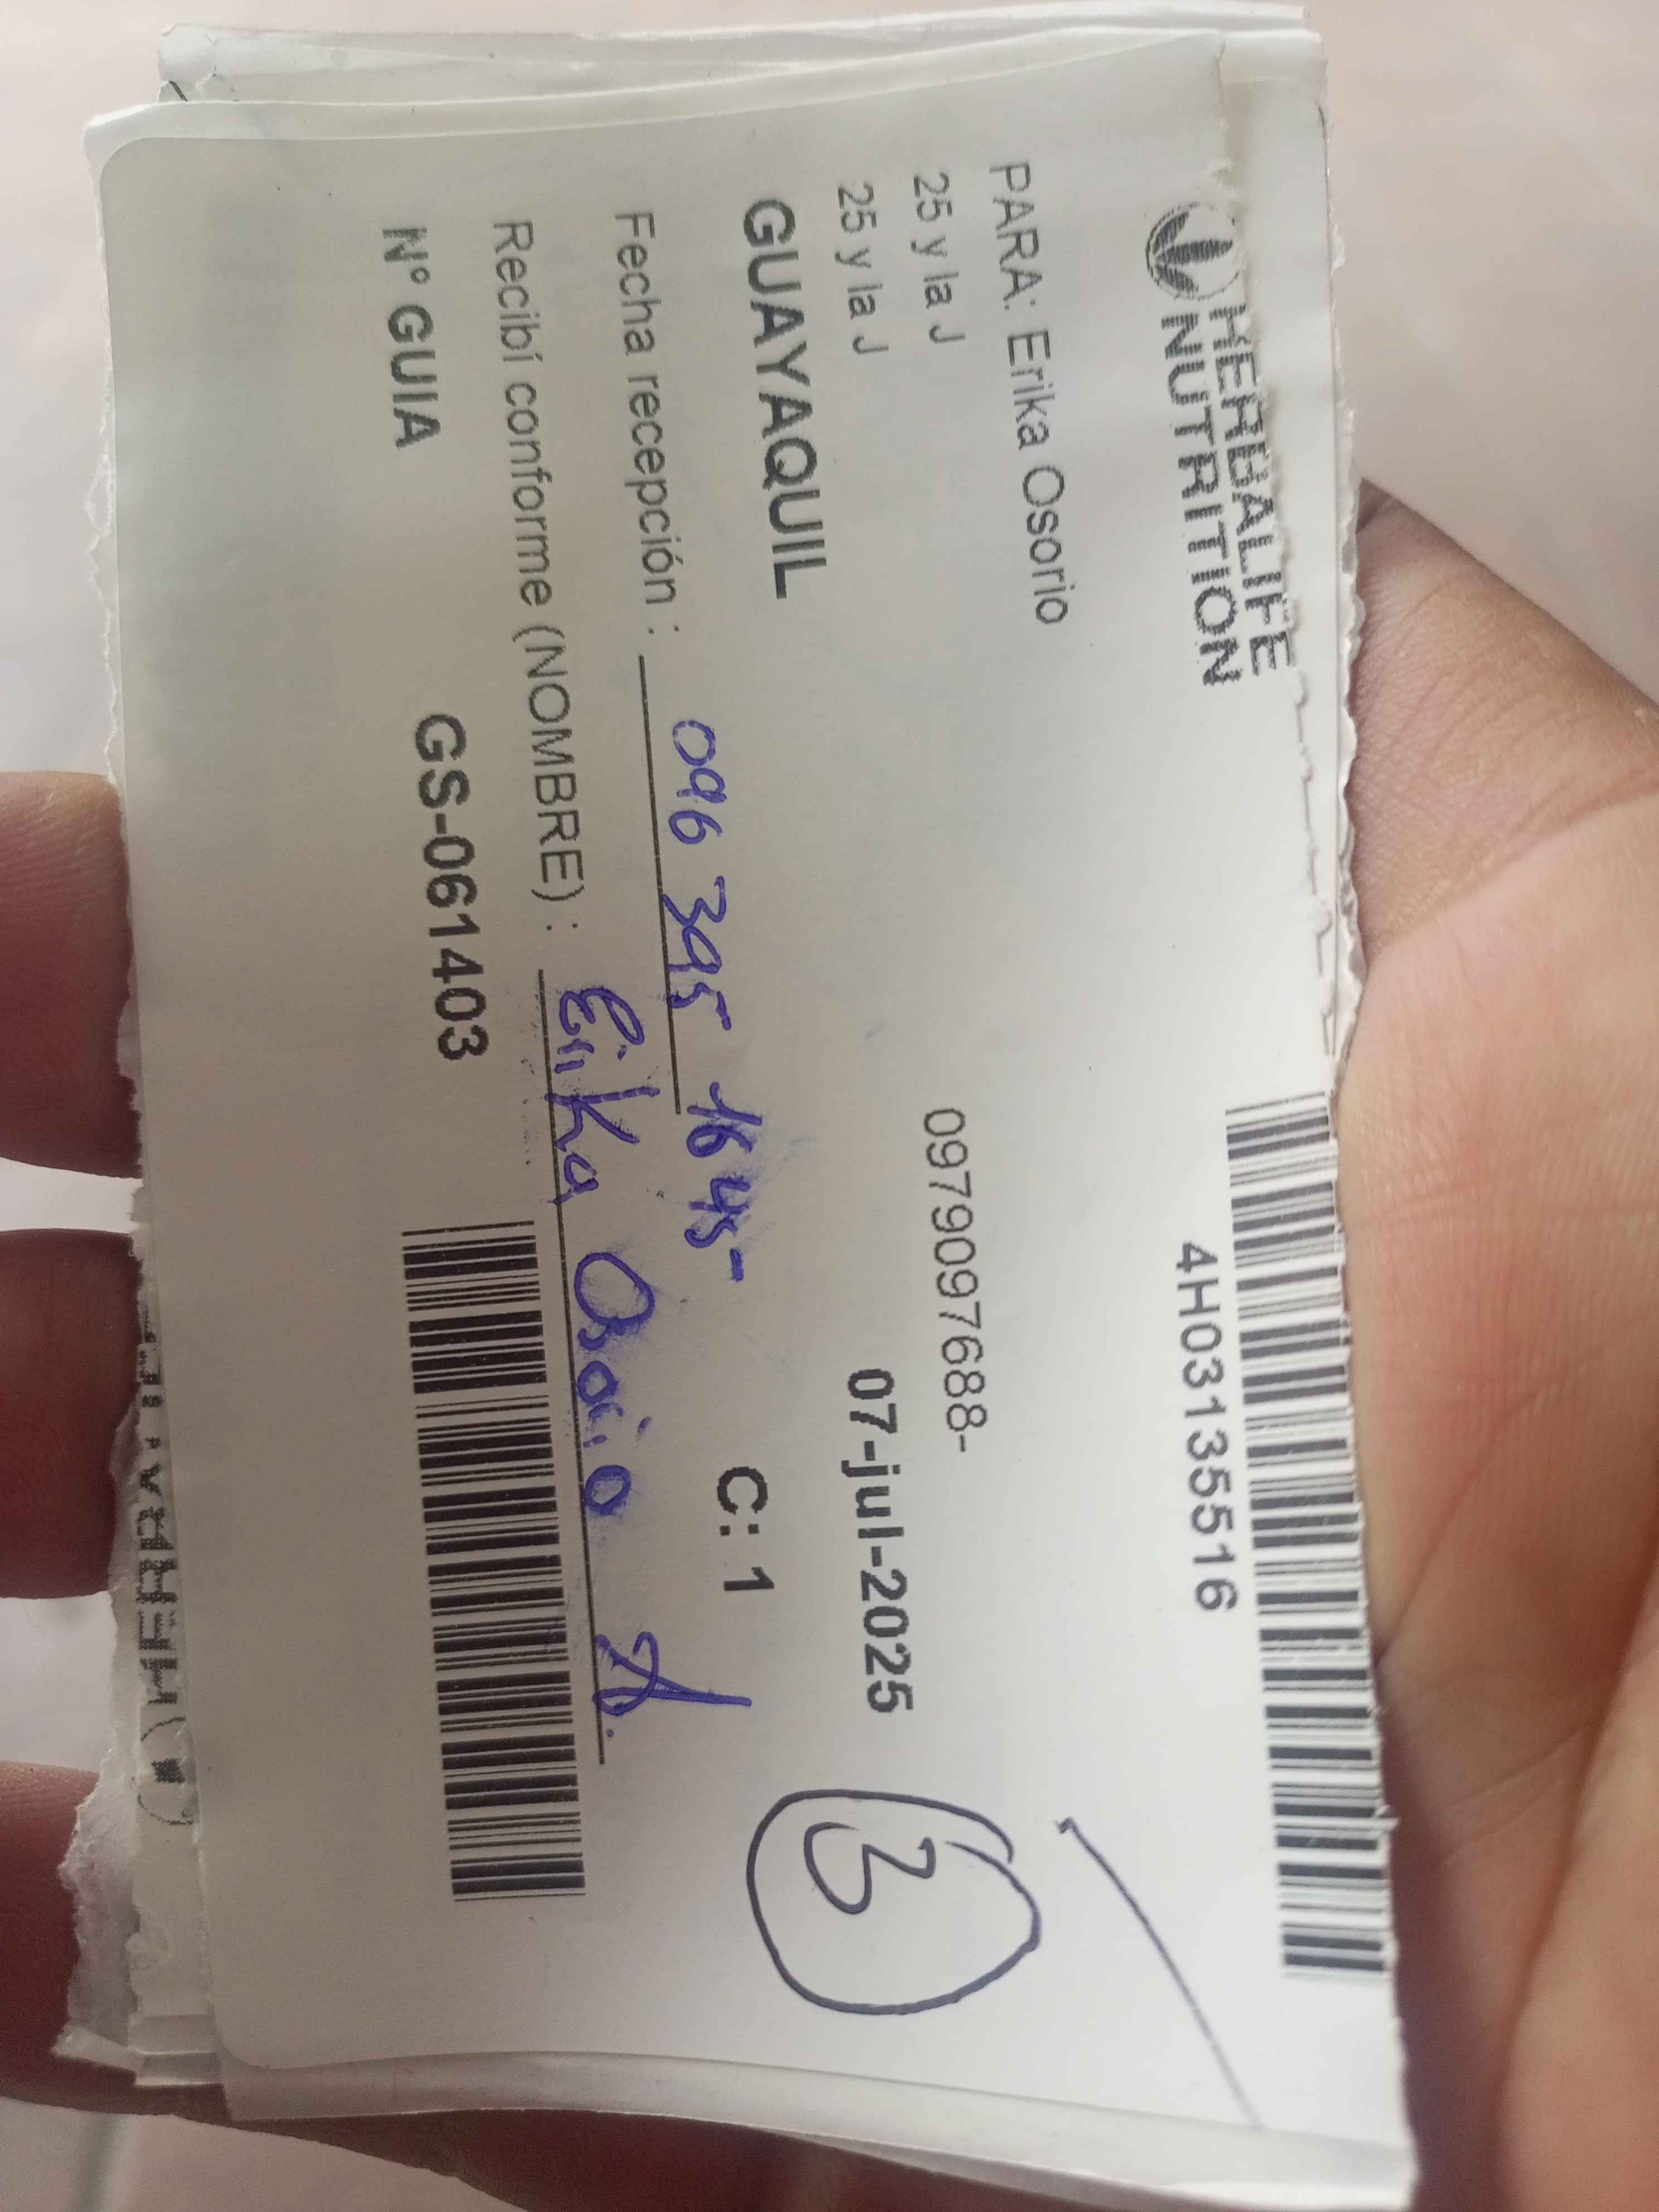 HERBALIFE
NUTRITION
4H03135516
PARA: Erika Osorio
25 y la J
0979097688-
25 y la J
07-jul-2025
GUAYAQUIL
C: 1
3
Fecha recepción : 096 395 1645-
Recibí conforme (NOMBRE) : Erika Osorio
N° GUIA
GS-061403